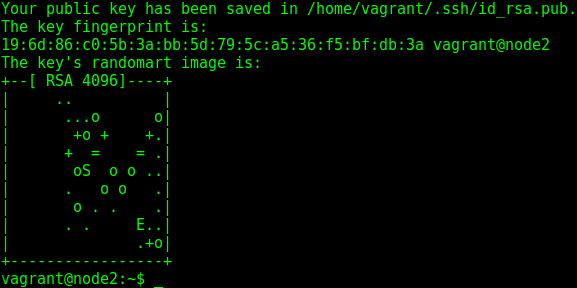 Your public key has been saved in /home/vagrant/.ssh/id_rsa.pub.
The key fingerprint is:
19:6d:86:c0:5b:3a:bb:5d:79:5c:a5:36:f5:bf:db:3a vagrant@node2
The key's randomart image is:
+--[ RSA 4096]----+
|     ..          |
|      ...o      o|
|       +o +    +.|
|      +  =    = .|
|       oS  o o ..|
|      .   o o   .|
|       o . .    .|
|      . .     E..|
|              .+o|
+-----------------+
vagrant@node2:~$ _